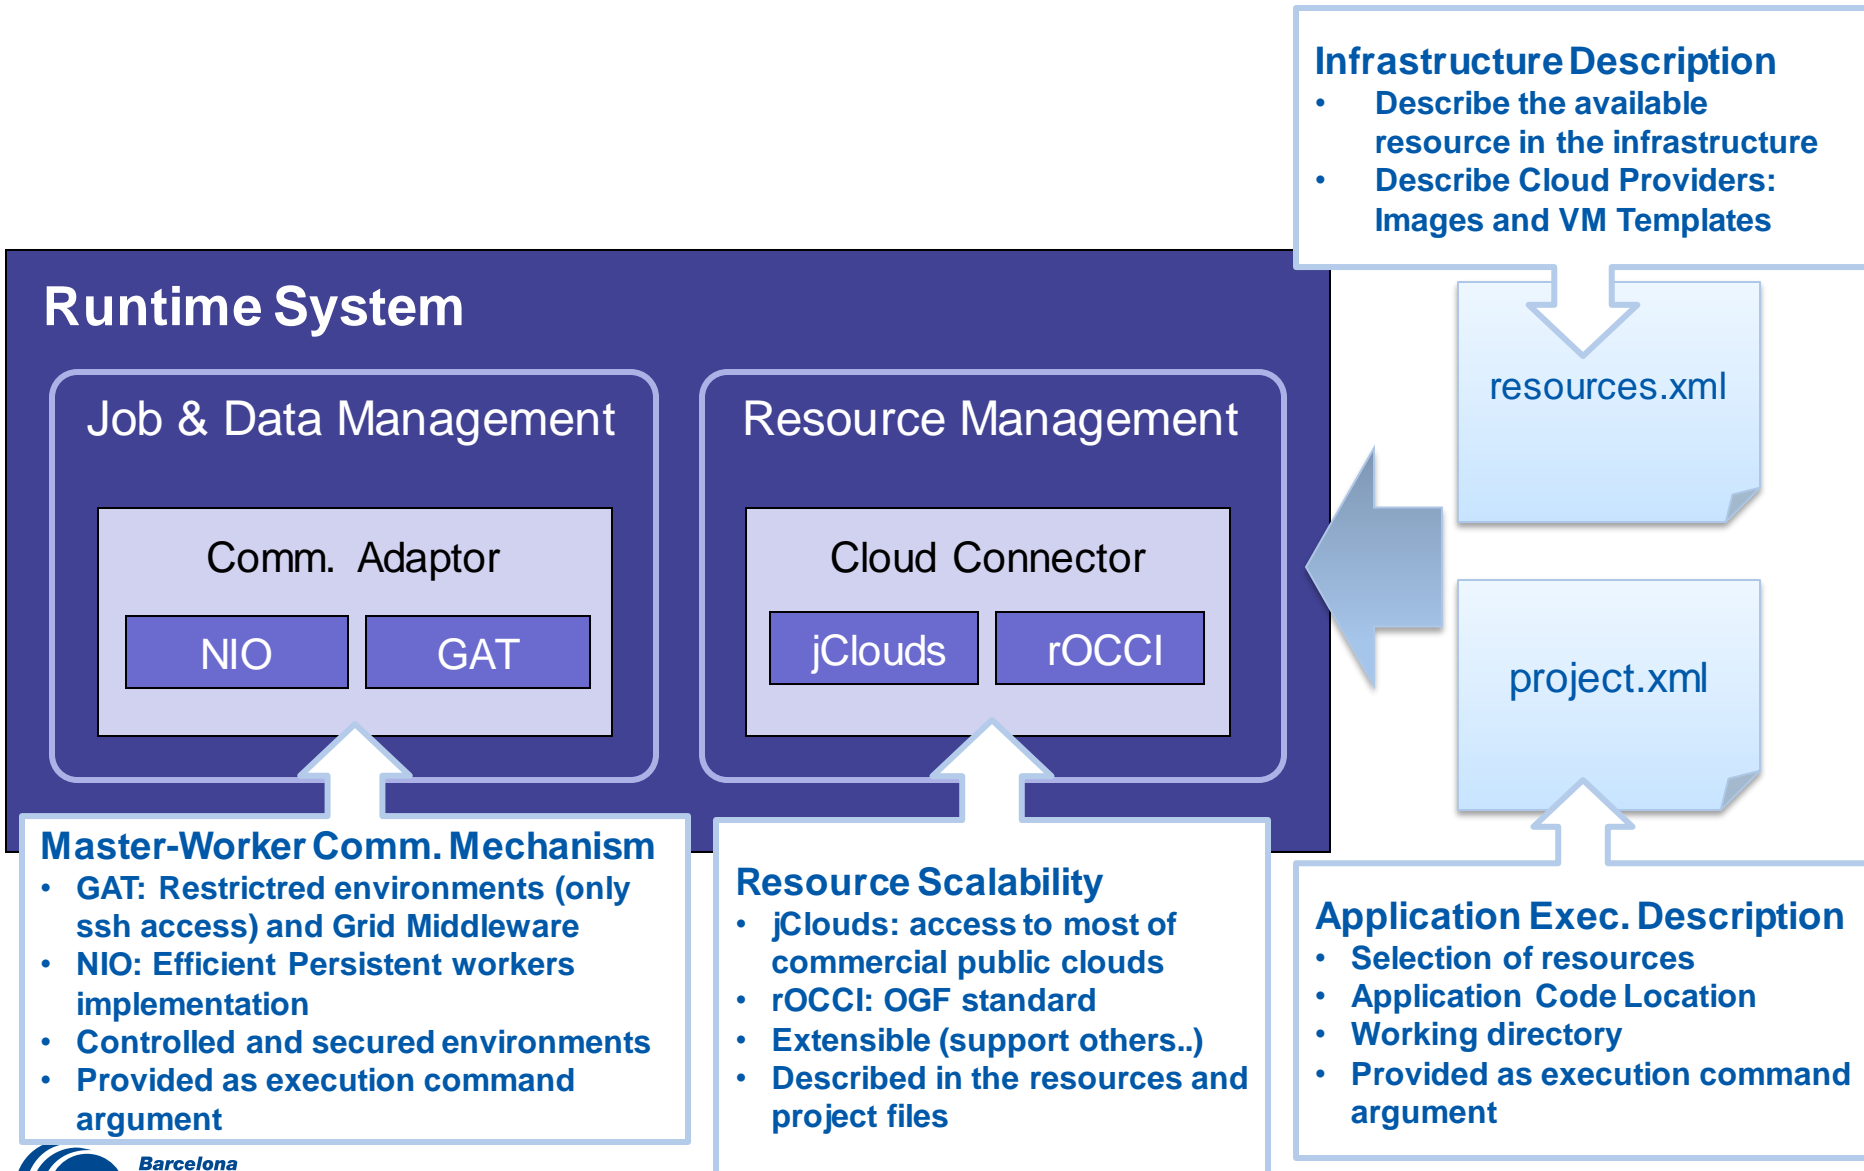 Infrastructure Description
• Describe the available
resource in the infrastructure
• Describe Cloud Providers:
Images and VM Templates
Runtime System
Job & Data Management
Resource Management
Comm. Adaptor
NIO
GAT
Cloud Connector
jClouds
rOCCI
resources.xml
project.xml
Master-Worker Comm. Mechanism
• GAT: Restrictred environments (only
ssh access) and Grid Middleware
• NIO: Efficient Persistent workers
implementation
• Controlled and secured environments
• Provided as execution command
argument
Resource Scalability
• jClouds: access to most of
commercial public clouds
• rOCCI: OGF standard
• Extensible (support others..)
• Described in the resources and
project files
Application Exec. Description
• Selection of resources
• Application Code Location
• Working directory
• Provided as execution command
argument
Barcelona